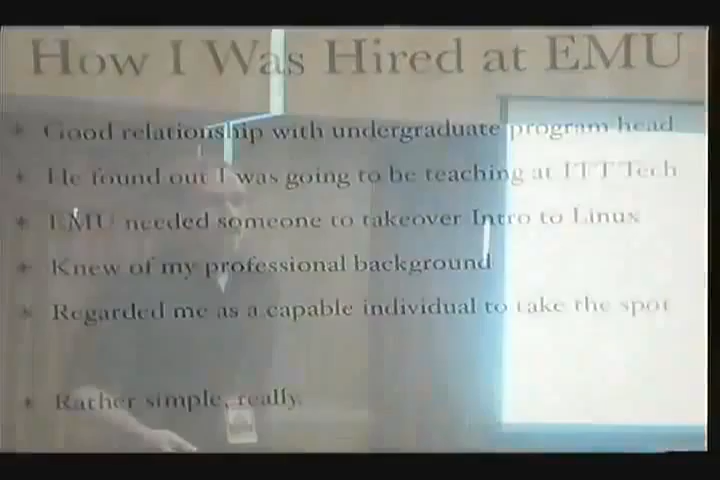 How I Was Hired at EMU
Good relationship with undergraduate program head
He found out I was going to be teaching at ITT Tech
EMU needed someone to takeover Intro to Linux
Knew of my professional background
Regarded me as a capable individual to take the spot
Rather simple, really.